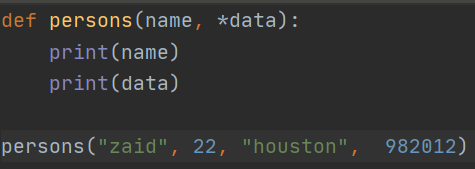 def persons(name, *data):
    print(name)
    print(data)
persons("zaid", 22, "houston",  982012)